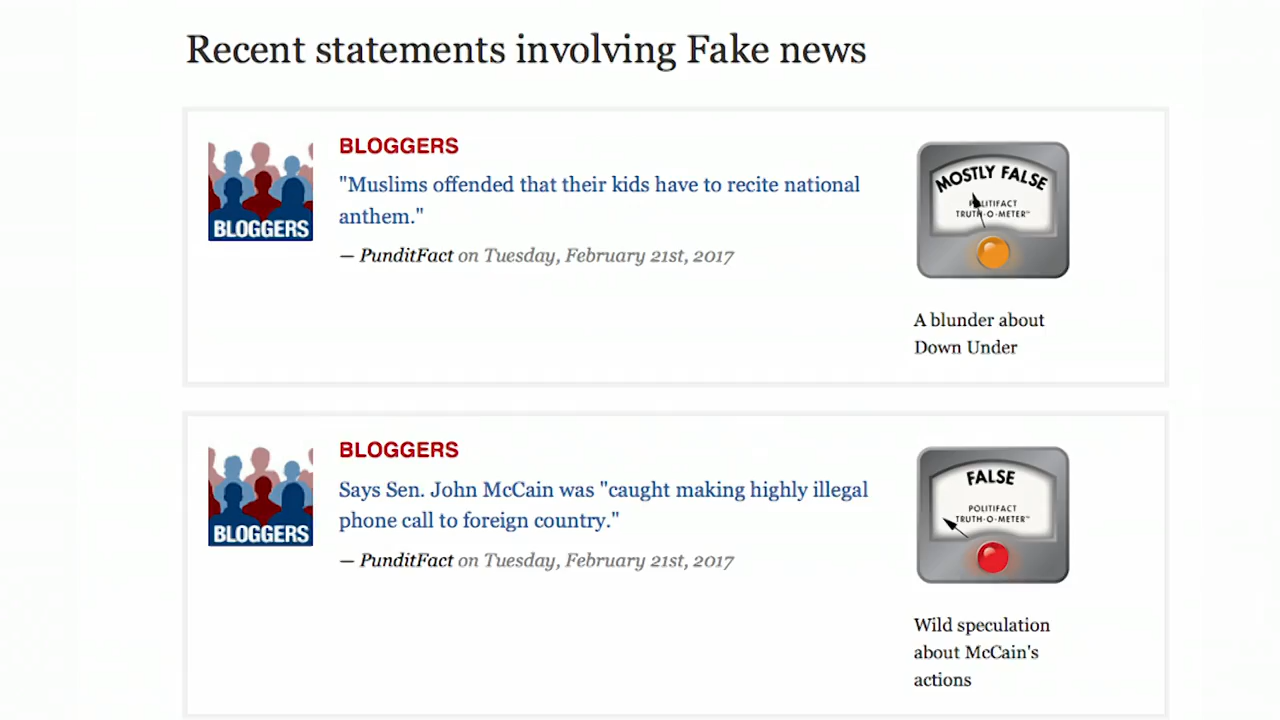 Recent statements involving Fake news
BLOGGERS
BLOGGERS
"Muslims offended that their kids have to recite national
anthem."
— PunditFact on Tuesday, February 21st, 2017
MOSTLY FALSE
POLITIFACT
TRUTH-O-METER™
A blunder about
Down Under
BLOGGERS
BLOGGERS
Says Sen. John McCain was "caught making highly illegal
phone call to foreign country."
— PunditFact on Tuesday, February 21st, 2017
FALSE
POLITIFACT
TRUTH-O-METER™
Wild speculation
about McCain's
actions